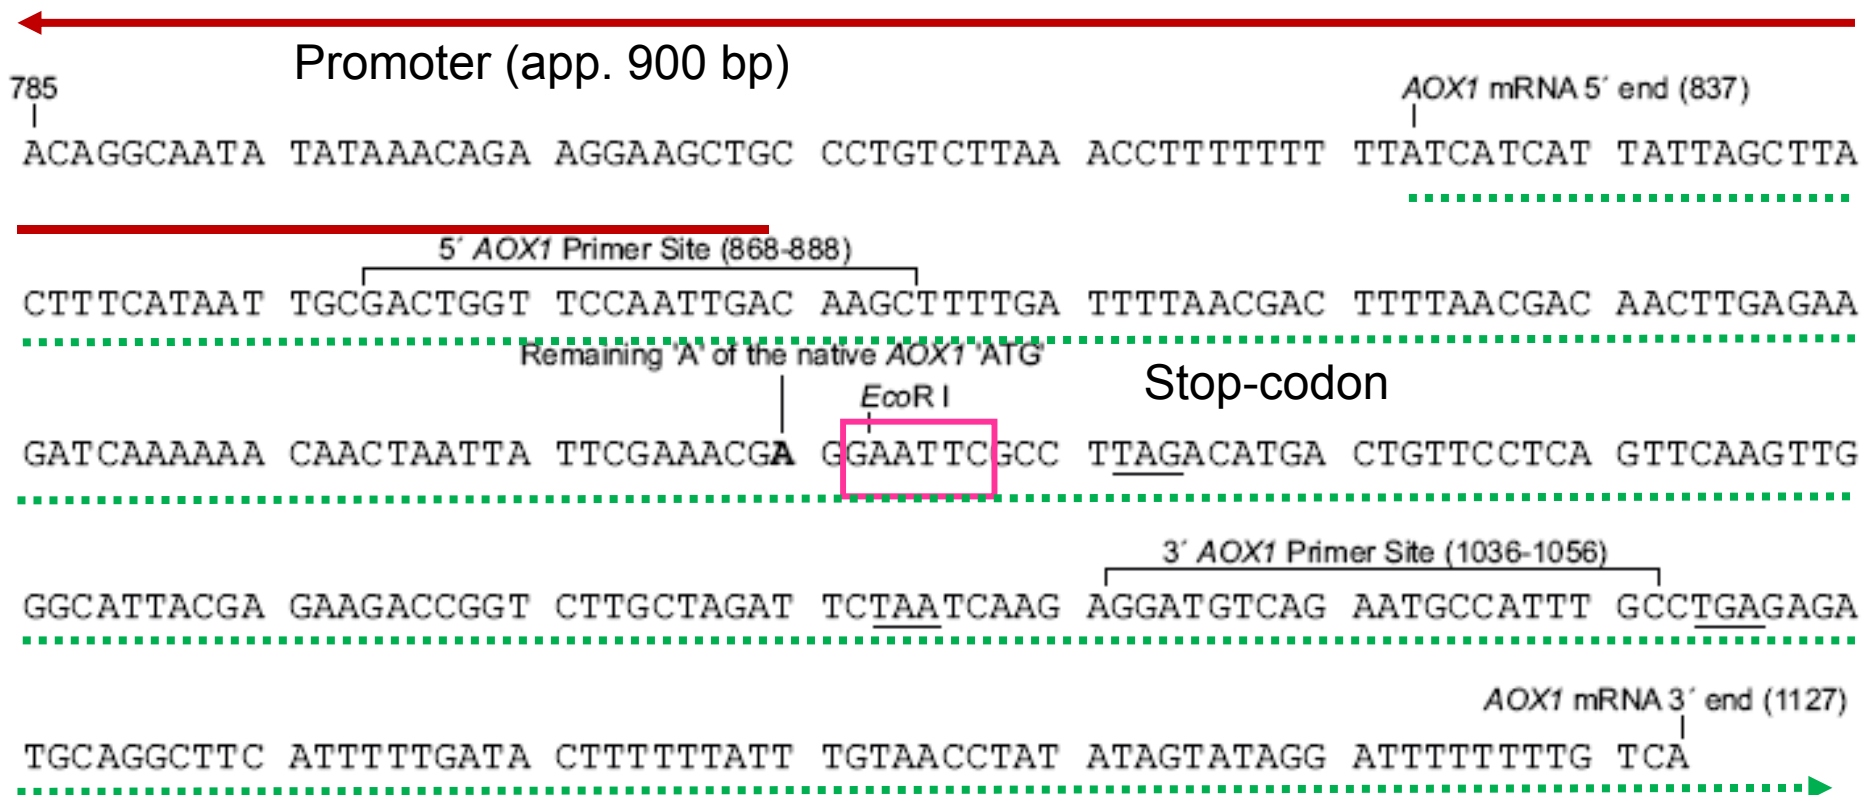 Promoter (app. 900 bp)
785
AOX1 mRNA 5´ end (837)
ACAGGCAATA TATAAACAGA AGGAAGCTGC CCTGTCTTAA ACCTTTTTTT TTATCATCAT TATTAGCTTA
5´ AOX1 Primer Site (868-888)
CTTTCATAAT TGCGACTGGT TCCAATTGAC AAGCTTTTGA TTTTAACGAC TTTTAACGAC AACTTGAGAA
Remaining 'A' of the native AOX1 'ATG'
Stop-codon
EcoR I
GATCAAAAAA CAACTAATTA TTCGAAACGA GGAATTCGCC TTAGACATGA CTGTTCCTCA GTTCAAGTTG
3´ AOX1 Primer Site (1036-1056)
GGCATTACGA GAAGACCGGT CTTGCTAGAT TCTAATCAAG AGGATGTCAG AATGCCATTT GCCTGAGAGA
AOX1 mRNA 3´ end (1127)
TGCAGGCTTC ATTTTTGATA CTTTTTTATT TGTAACCTAT ATAGTATAGG ATTTTTTTTG TCA